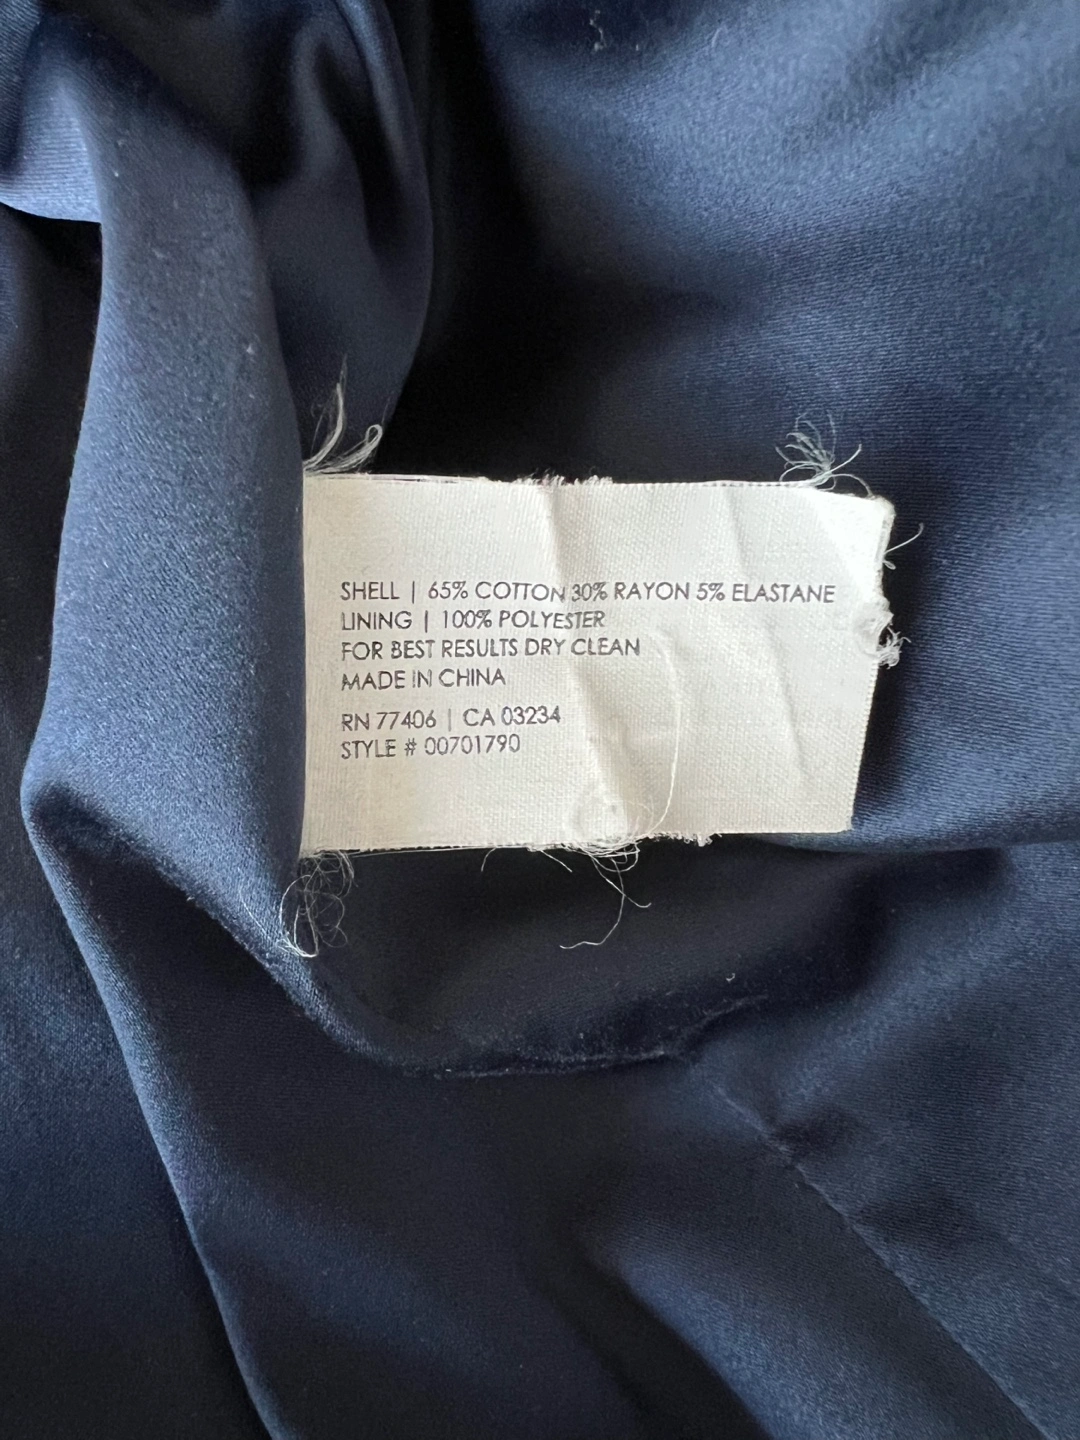 SHELL | 65% COTTON 30% RAYON 5% ELASTANE
LINING | 100% POLYESTER
FOR BEST RESULTS DRY CLEAN
MADE IN CHINA
RN 77406 | CA 03234
STYLE # 00701790